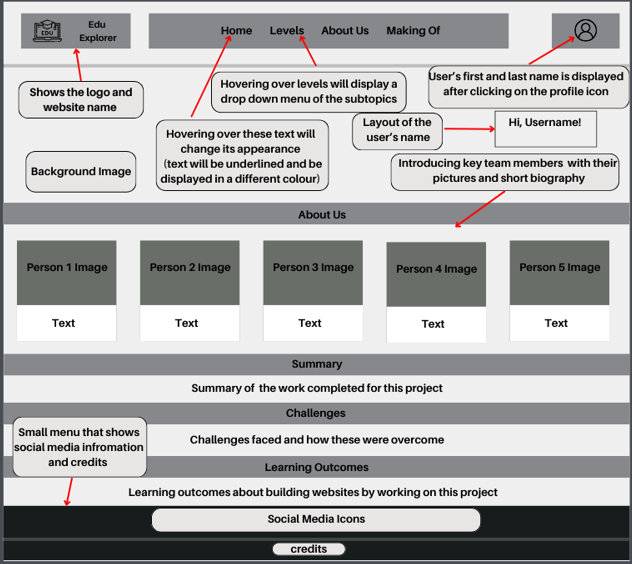 EDU
Edu
Explorer
Home
Levels
About Us
Making Of
Shows the logo and
website name
Hovering over levels will display a
drop down menu of the subtopics
User's first and last name is displayed
after clicking on the profile icon
Hovering over these text will
change its appearance
(text will be underlined and be
displayed in a different colour)
Layout of the
user's name
Hi, Username!
Background Image
Introducing key team members with their
pictures and short biography
About Us
Person 1 Image
Person 2 Image
Person 3 Image
Person 4 Image
Person 5 Image
Text
Text
Text
Text
Text
Summary
Summary of the work completed for this project
Challenges
Small menu that shows
social media infromation
and credits
Challenges faced and how these were overcome
Learning Outcomes
Learning outcomes about building websites by working on this project
Social Media Icons
credits